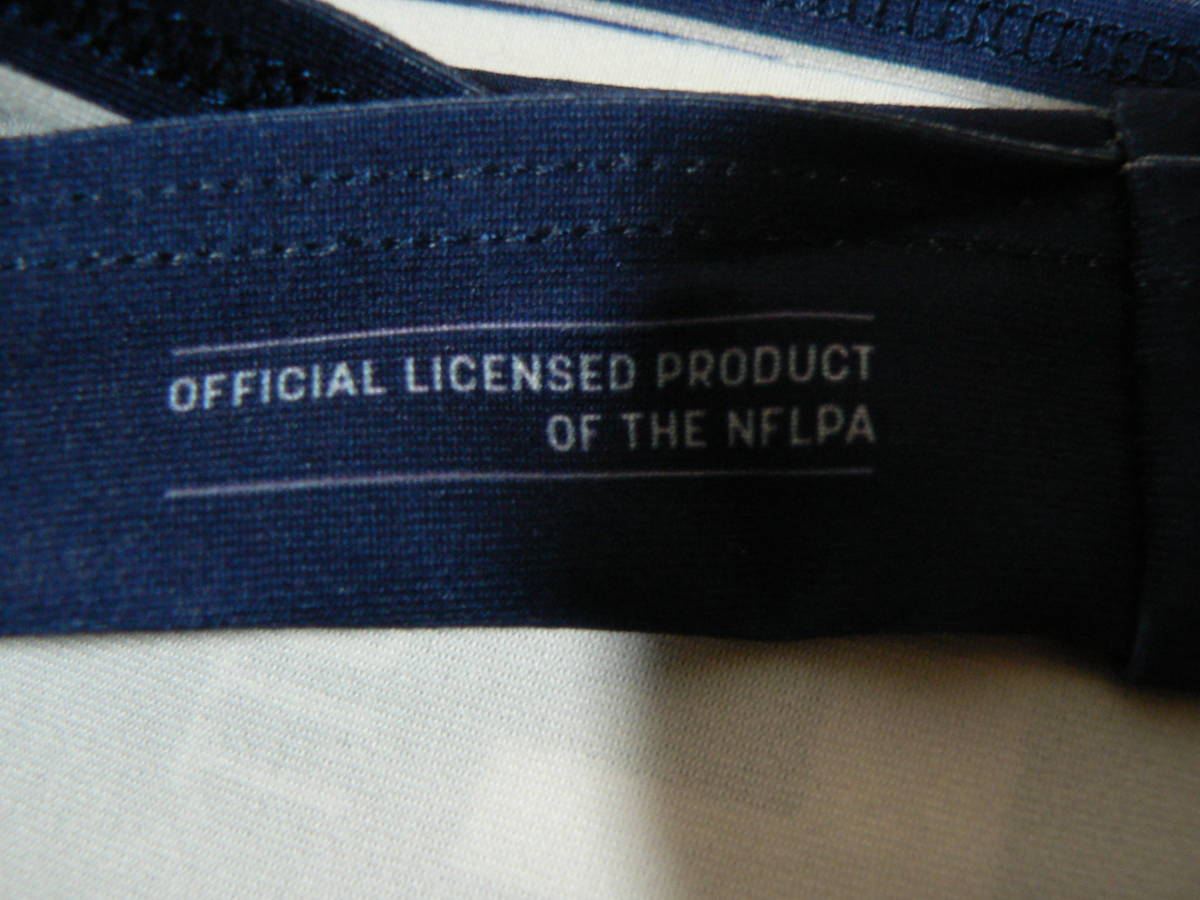 OFFICIAL LICENSED PRODUCT
OF THE NFLPA